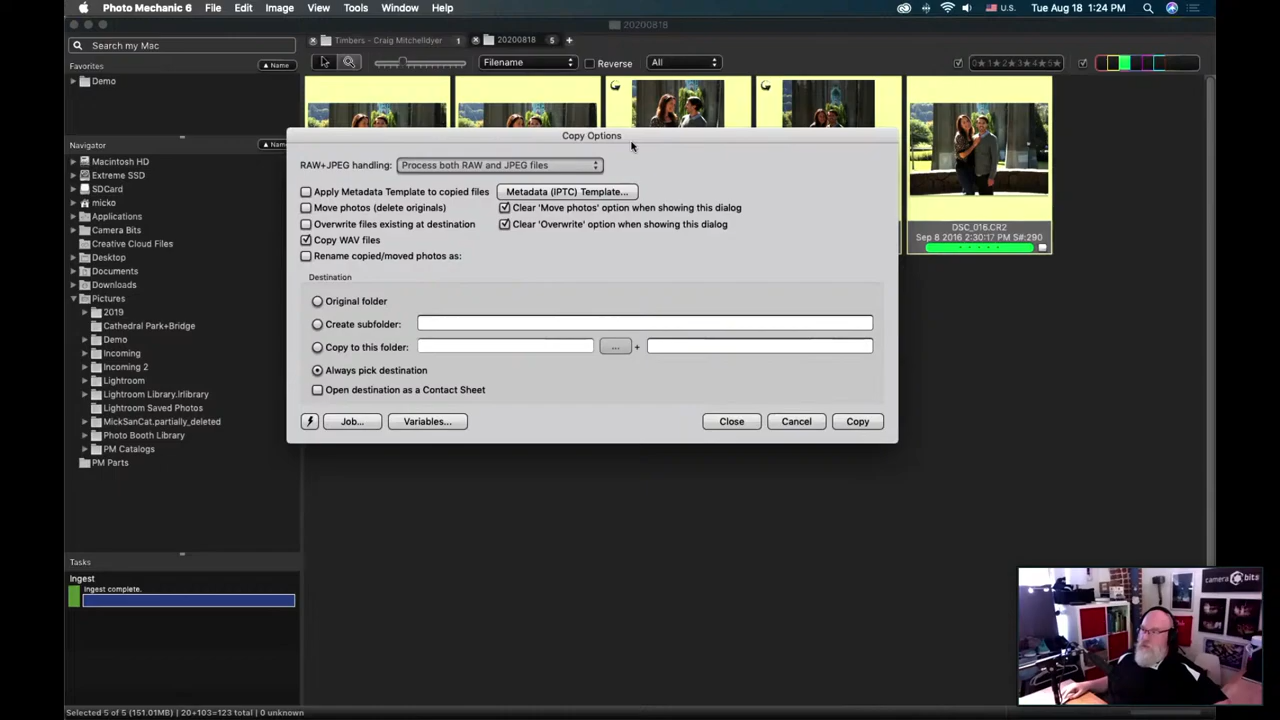 Photo Mechanic 6 File Edit Image View Tools Window Help U.S. Tue Aug 18 1:24 PM
20200818
Search my Mac
Timbers - Craig Mitchelldyer 1 20200818 5 +
Favorites ▲ Name
Filename Reverse All 0★1★2★3★4★5★
Demo
Navigator ▲ Name
Macintosh HD
Extreme SSD
SDCard
micko
Applications
Camera Bits
Creative Cloud Files
Desktop
Documents
Downloads
Pictures
2019
Cathedral Park+Bridge
Demo
Incoming
Incoming 2
Lightroom
Lightroom Library.lrlibrary
Lightroom Saved Photos
MickSanCat.partially_deleted
Photo Booth Library
PM Catalogs
PM Parts
Copy Options
RAW+JPEG handling: Process both RAW and JPEG files
Apply Metadata Template to copied files Metadata (IPTC) Template...
Move photos (delete originals) Clear 'Move photos' option when showing this dialog
Overwrite files existing at destination Clear 'Overwrite' option when showing this dialog
Copy WAV files
Rename copied/moved photos as:
Destination
Original folder
Create subfolder:
Copy to this folder: ... +
Always pick destination
Open destination as a Contact Sheet
Job... Variables... Close Cancel Copy
DSC_016.CR2
Sep 8 2016 2:30:17 PM S#:290
Tasks
Ingest
Ingest complete.
camera bits
Selected 5 of 5 (151.01MB) | 20+103=123 total | 0 unknown